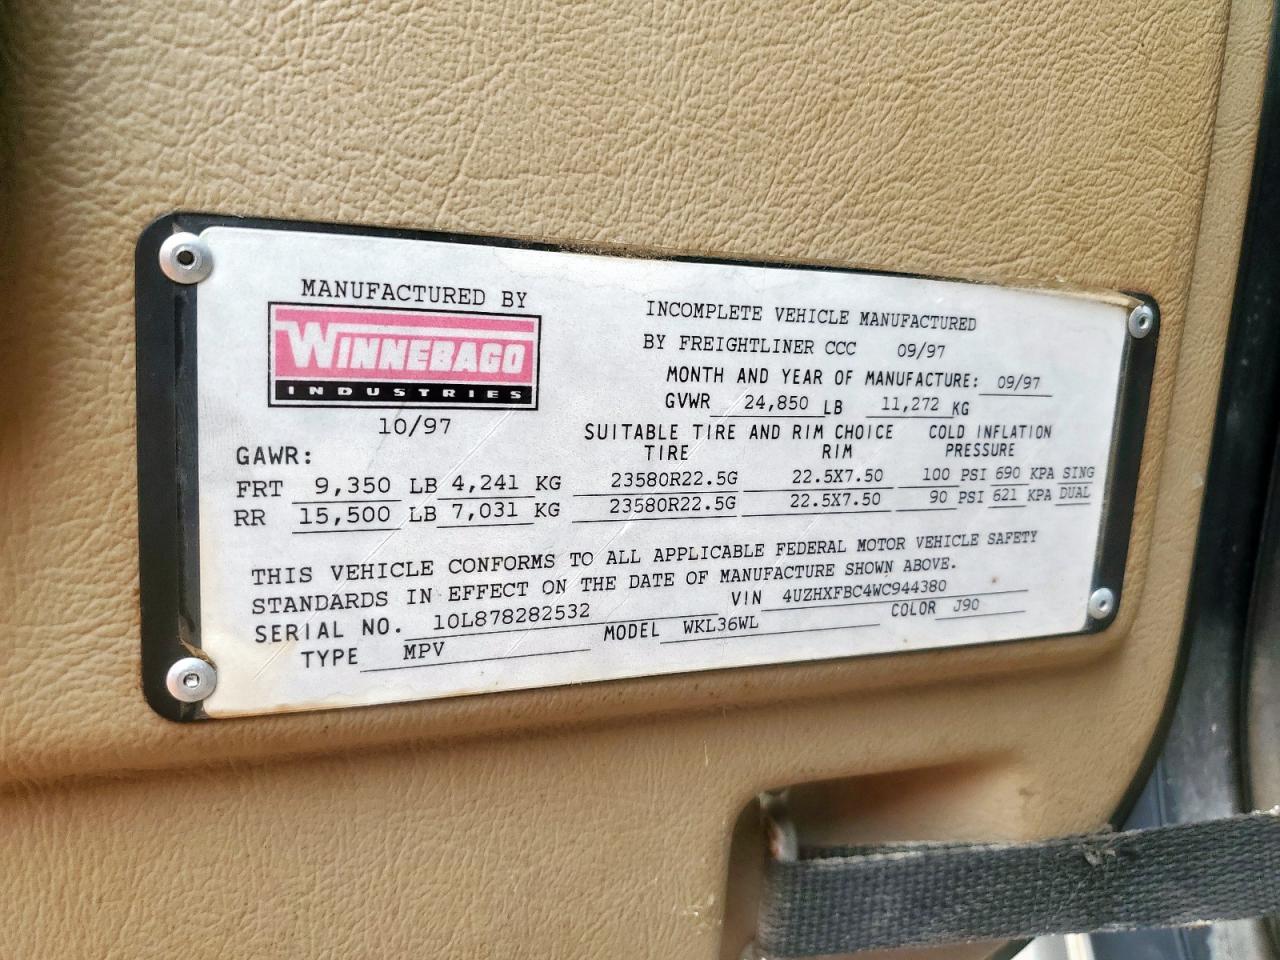 MANUFACTURED BY
WINNEBAGO
INDUSTRIES
10/97
INCOMPLETE VEHICLE MANUFACTURED
BY FREIGHTLINER CCC 09/97
MONTH AND YEAR OF MANUFACTURE: 09/97
GVWR 24,850 LB 11,272 KG
SUITABLE TIRE AND RIM CHOICE COLD INFLATION
TIRE RIM PRESSURE
GAWR:
FRT 9,350 LB 4,241 KG 23580R22.5G 22.5X7.50 100 PSI 690 KPA SING
RR 15,500 LB 7,031 KG 23580R22.5G 22.5X7.50 90 PSI 621 KPA DUAL
THIS VEHICLE CONFORMS TO ALL APPLICABLE FEDERAL MOTOR VEHICLE SAFETY
STANDARDS IN EFFECT ON THE DATE OF MANUFACTURE SHOWN ABOVE.
SERIAL NO. 10L878282532 VIN 4UZHXFBC4WC944380
TYPE MPV MODEL WKL36WL COLOR J90